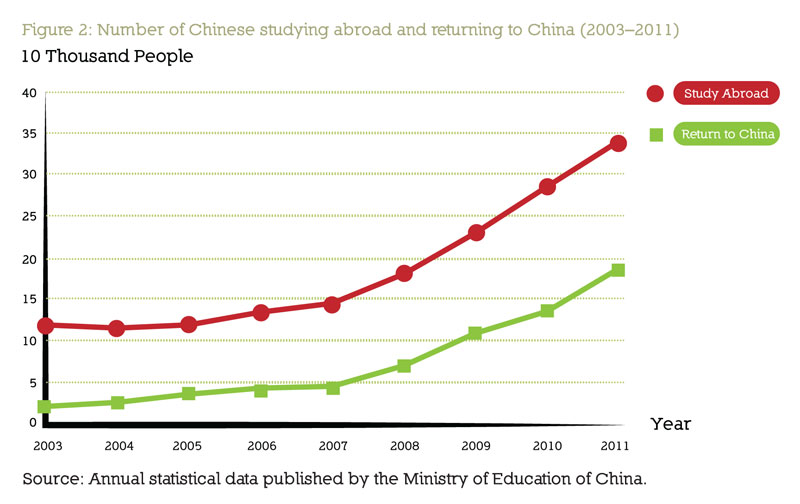 Figure 2: Number of Chinese studying abroad and returning to China (2003–2011)
10 Thousand People
40
35
30
25
20
15
10
5
0
Study Abroad
Return to China
2003 2004 2005 2006 2007 2008 2009 2010 2011
Year
Source: Annual statistical data published by the Ministry of Education of China.